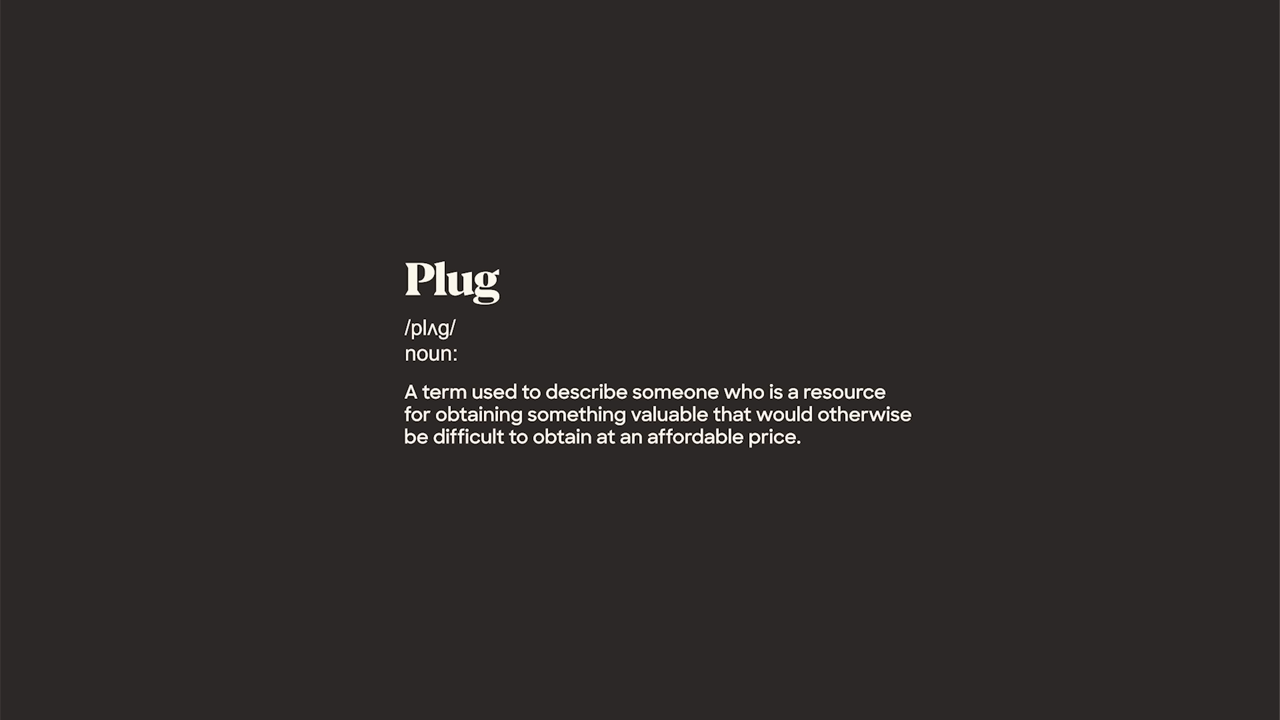 Plug
/plʌg/
noun:
A term used to describe someone who is a resource
for obtaining something valuable that would otherwise
be difficult to obtain at an affordable price.